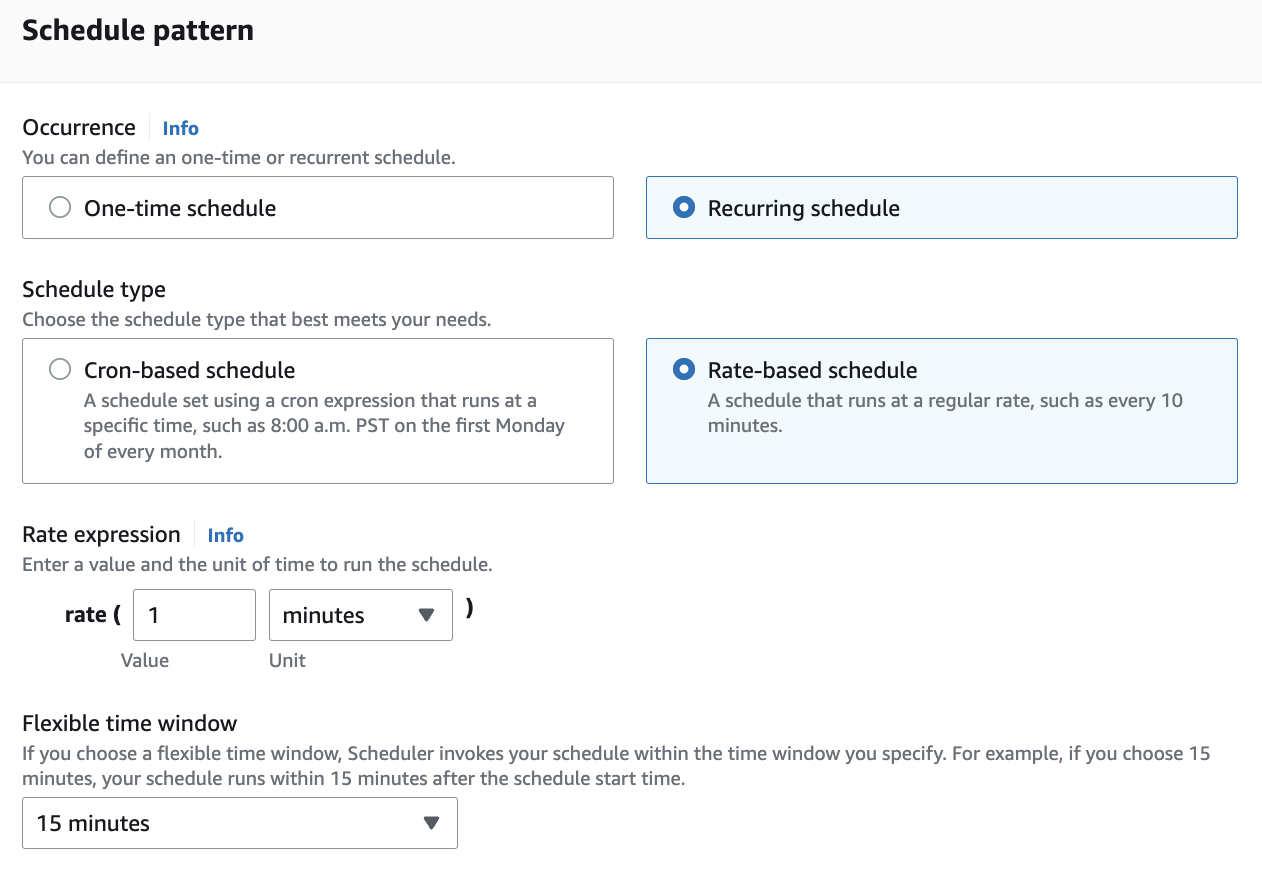 Schedule pattern
Occurrence Info
You can define an one-time or recurrent schedule.
One-time schedule
Recurring schedule
Schedule type
Choose the schedule type that best meets your needs.
Cron-based schedule
A schedule set using a cron expression that runs at a
specific time, such as 8:00 a.m. PST on the first Monday
of every month.
Rate-based schedule
A schedule that runs at a regular rate, such as every 10
minutes.
Rate expression Info
Enter a value and the unit of time to run the schedule.
rate ( 1 minutes )
Value Unit
Flexible time window
If you choose a flexible time window, Scheduler invokes your schedule within the time window you specify. For example, if you choose 15
minutes, your schedule runs within 15 minutes after the schedule start time.
15 minutes